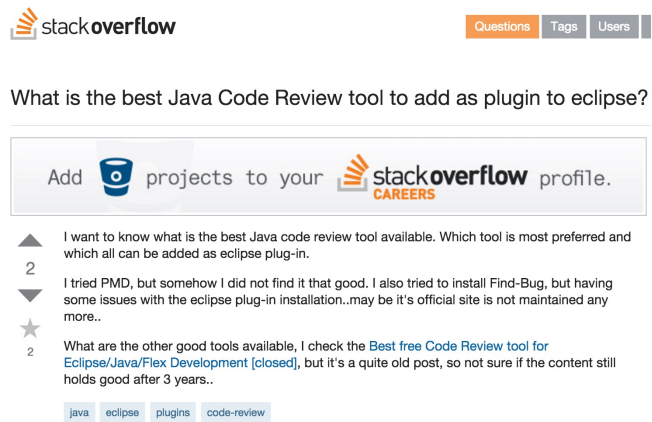 stackoverflow
Questions Tags Users
What is the best Java Code Review tool to add as plugin to eclipse?
Add projects to your stackoverflow profile.
CAREERS
I want to know what is the best Java code review tool available. Which tool is most preferred and
which all can be added as eclipse plug-in.
2
I tried PMD, but somehow I did not find it that good. I also tried to install Find-Bug, but having
some issues with the eclipse plug-in installation..may be it's official site is not maintained any
more..
2
What are the other good tools available, I check the Best free Code Review tool for
Eclipse/Java/Flex Development [closed], but it's a quite old post, so not sure if the content still
holds good after 3 years..
java eclipse plugins code-review